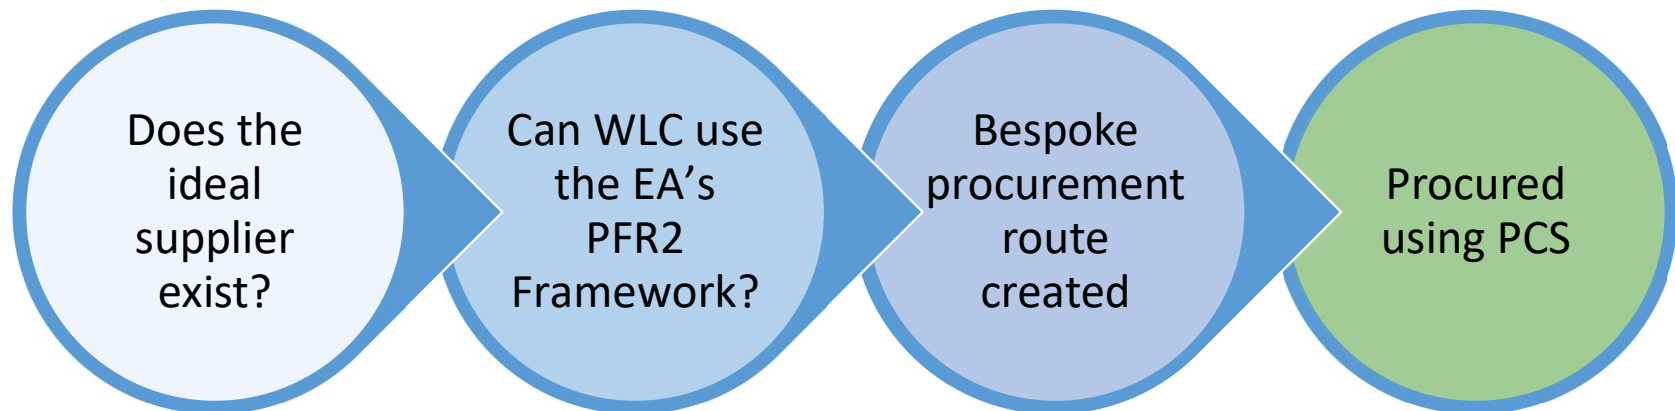 Does the
ideal
supplier
exist?
Can WLC use
the EA’s
PFR2
Framework?
Bespoke
procurement
route
created
Procured
using PCS